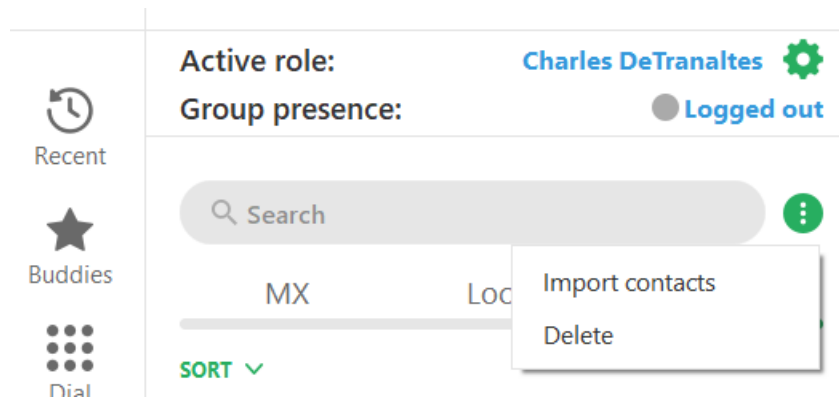 Active role:
Charles DeTranaltes
Group presence:
Logged out
Recent
Search
Buddies
MX
Import contacts
Delete
SORT
Dial